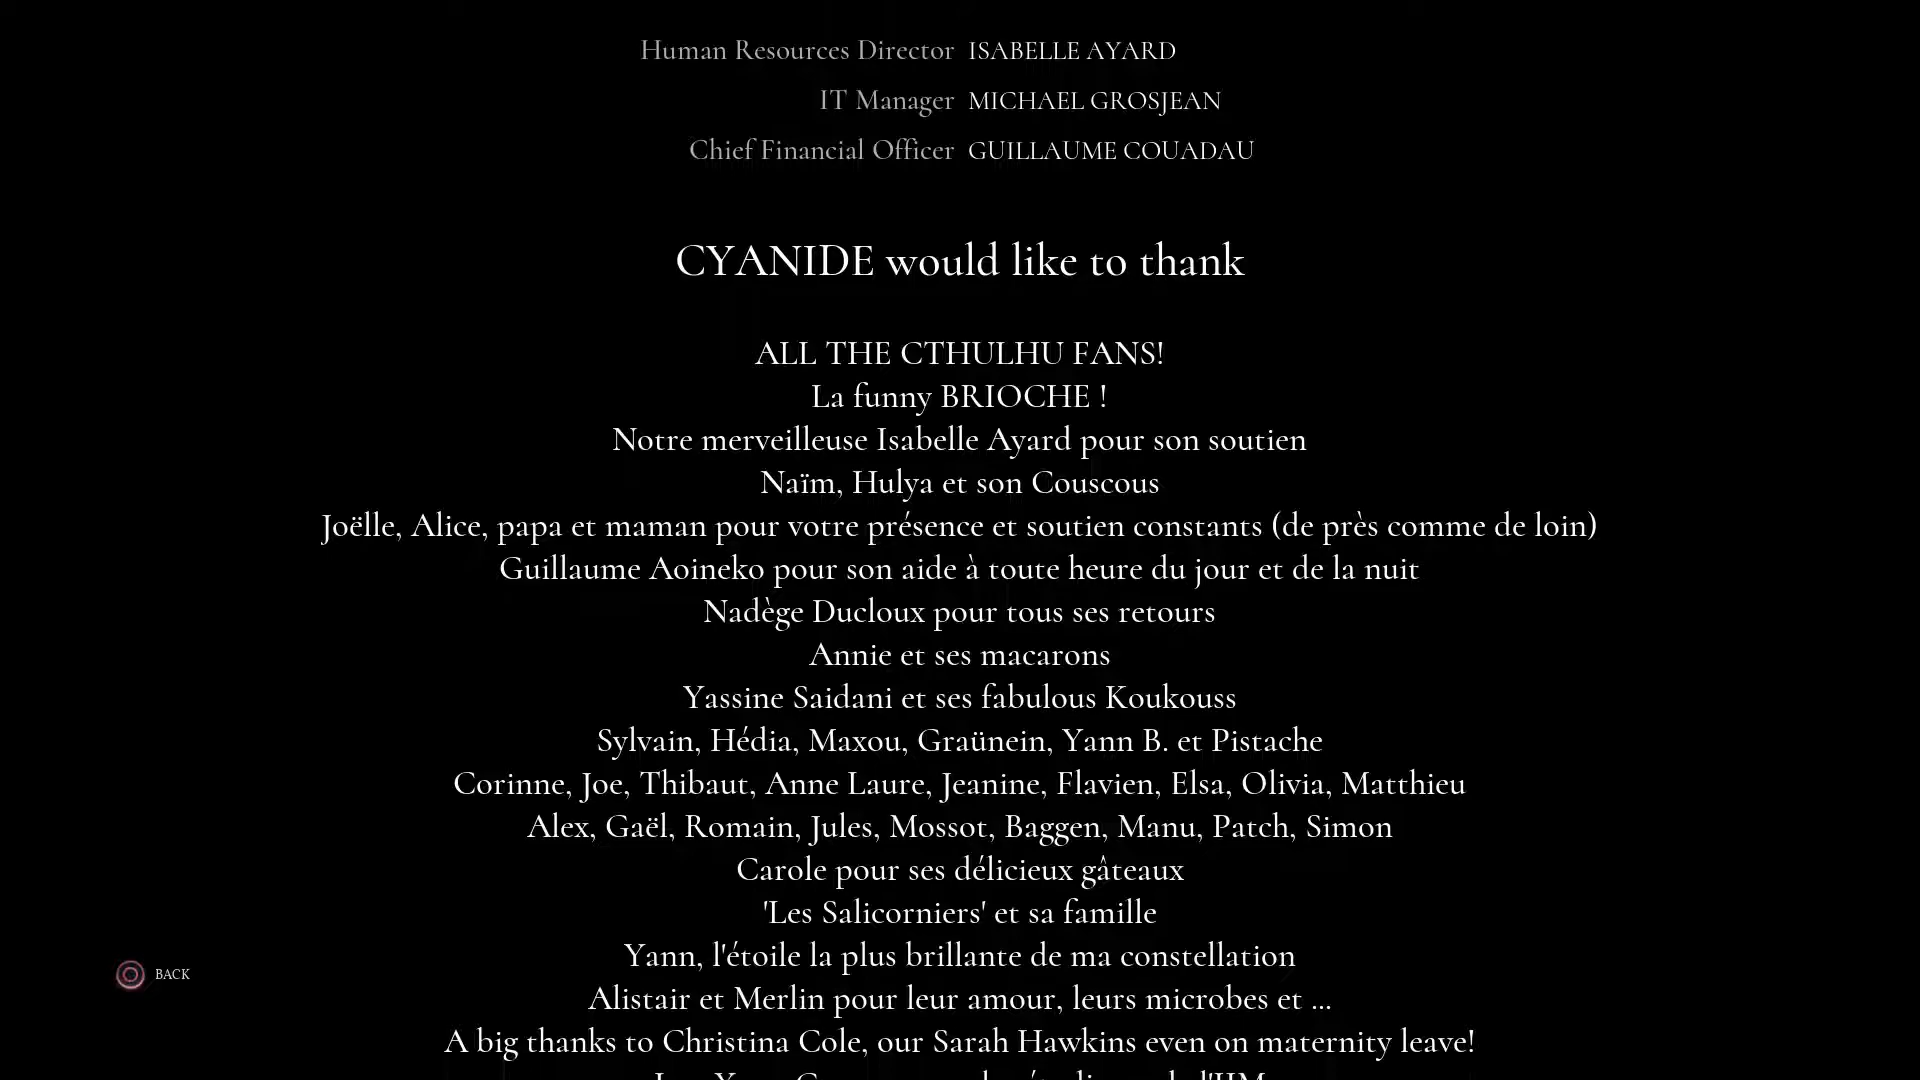 Human Resources Director ISABELLE AYARD
IT Manager MICHAEL GROSJEAN
Chief Financial Officer GUILLAUME COUADAU
CYANIDE would like to thank
ALL THE CTHULHU FANS!
La funny BRIOCHE !
Notre merveilleuse Isabelle Ayard pour son soutien
Naïm, Hulya et son Couscous
Joëlle, Alice, papa et maman pour votre présence et soutien constants (de près comme de loin)
Guillaume Aoineko pour son aide à toute heure du jour et de la nuit
Nadège Ducloux pour tous ses retours
Annie et ses macarons
Yassine Saidani et ses fabulous Koukouss
Sylvain, Hédia, Maxou, Graünein, Yann B. et Pistache
Corinne, Joe, Thibaut, Anne Laure, Jeanine, Flavien, Elsa, Olivia, Matthieu
Alex, Gaël, Romain, Jules, Mossot, Baggen, Manu, Patch, Simon
Carole pour ses délicieux gâteaux
'Les Salicorniers' et sa famille
Yann, l'étoile la plus brillante de ma constellation
BACK
Alistair et Merlin pour leur amour, leurs microbes et ...
A big thanks to Christina Cole, our Sarah Hawkins even on maternity leave!